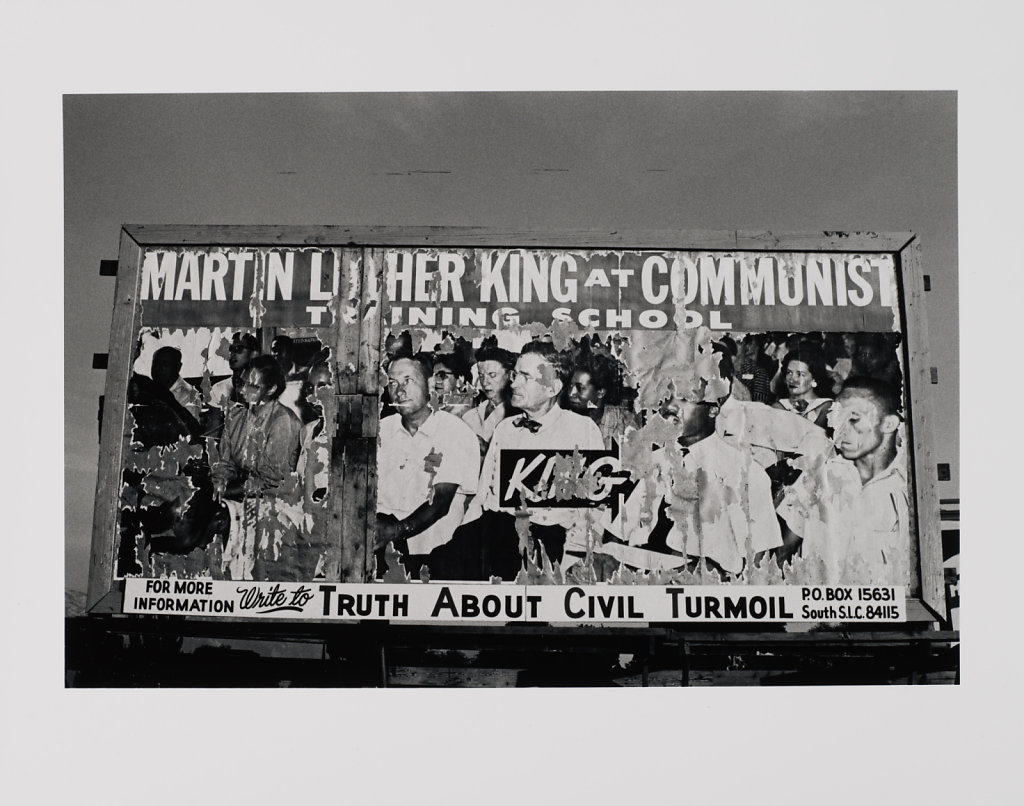 MARTIN LUTHER KING AT COMMUNIST
TRAINING SCHOOL
KING
FOR MORE INFORMATION Write to TRUTH ABOUT CIVIL TURMOIL P.O. BOX 15631 South S.L.C. 84115